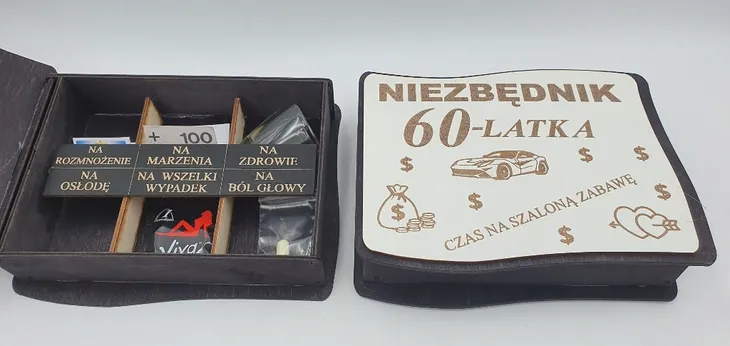 NA
ROZMNOŻENIE
NA
MARZENIA
NA
ZDROWIE
NA
OSŁODĘ
NA WSZELKI
WYPADEK
NA
BÓL GŁOWY
+ 100
NIEZBĘDNIK
60-LATKA
$
$
$
$
$
$
$
$
CZAS NA SZALONĄ ZABAWĘ